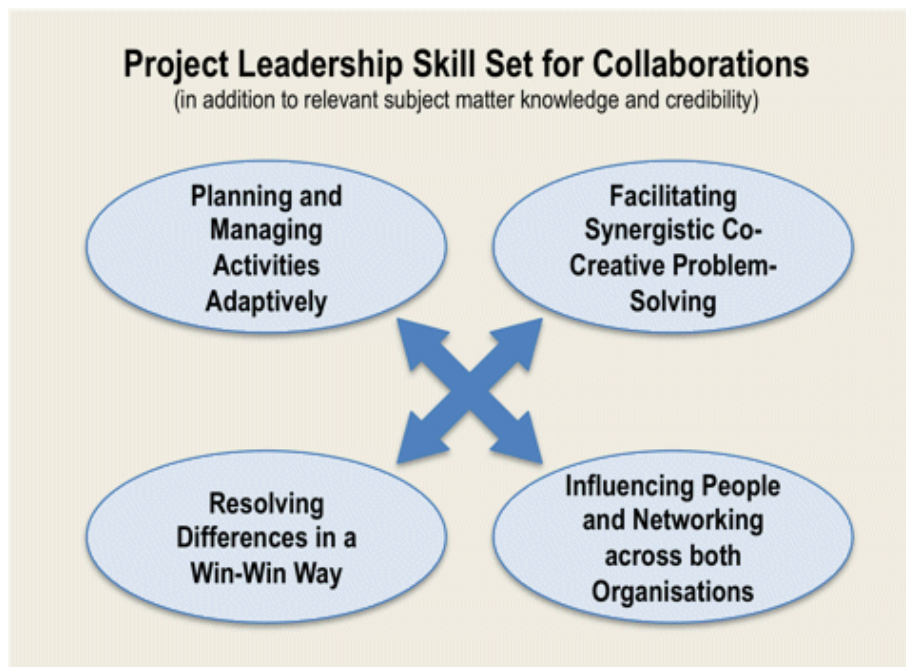 Project Leadership Skill Set for Collaborations
(in addition to relevant subject matter knowledge and credibility)
Planning and
Managing
Activities
Adaptively
Facilitating
Synergistic Co-
Creative Problem-
Solving
Resolving
Differences in a
Win-Win Way
Influencing People
and Networking
across both
Organisations